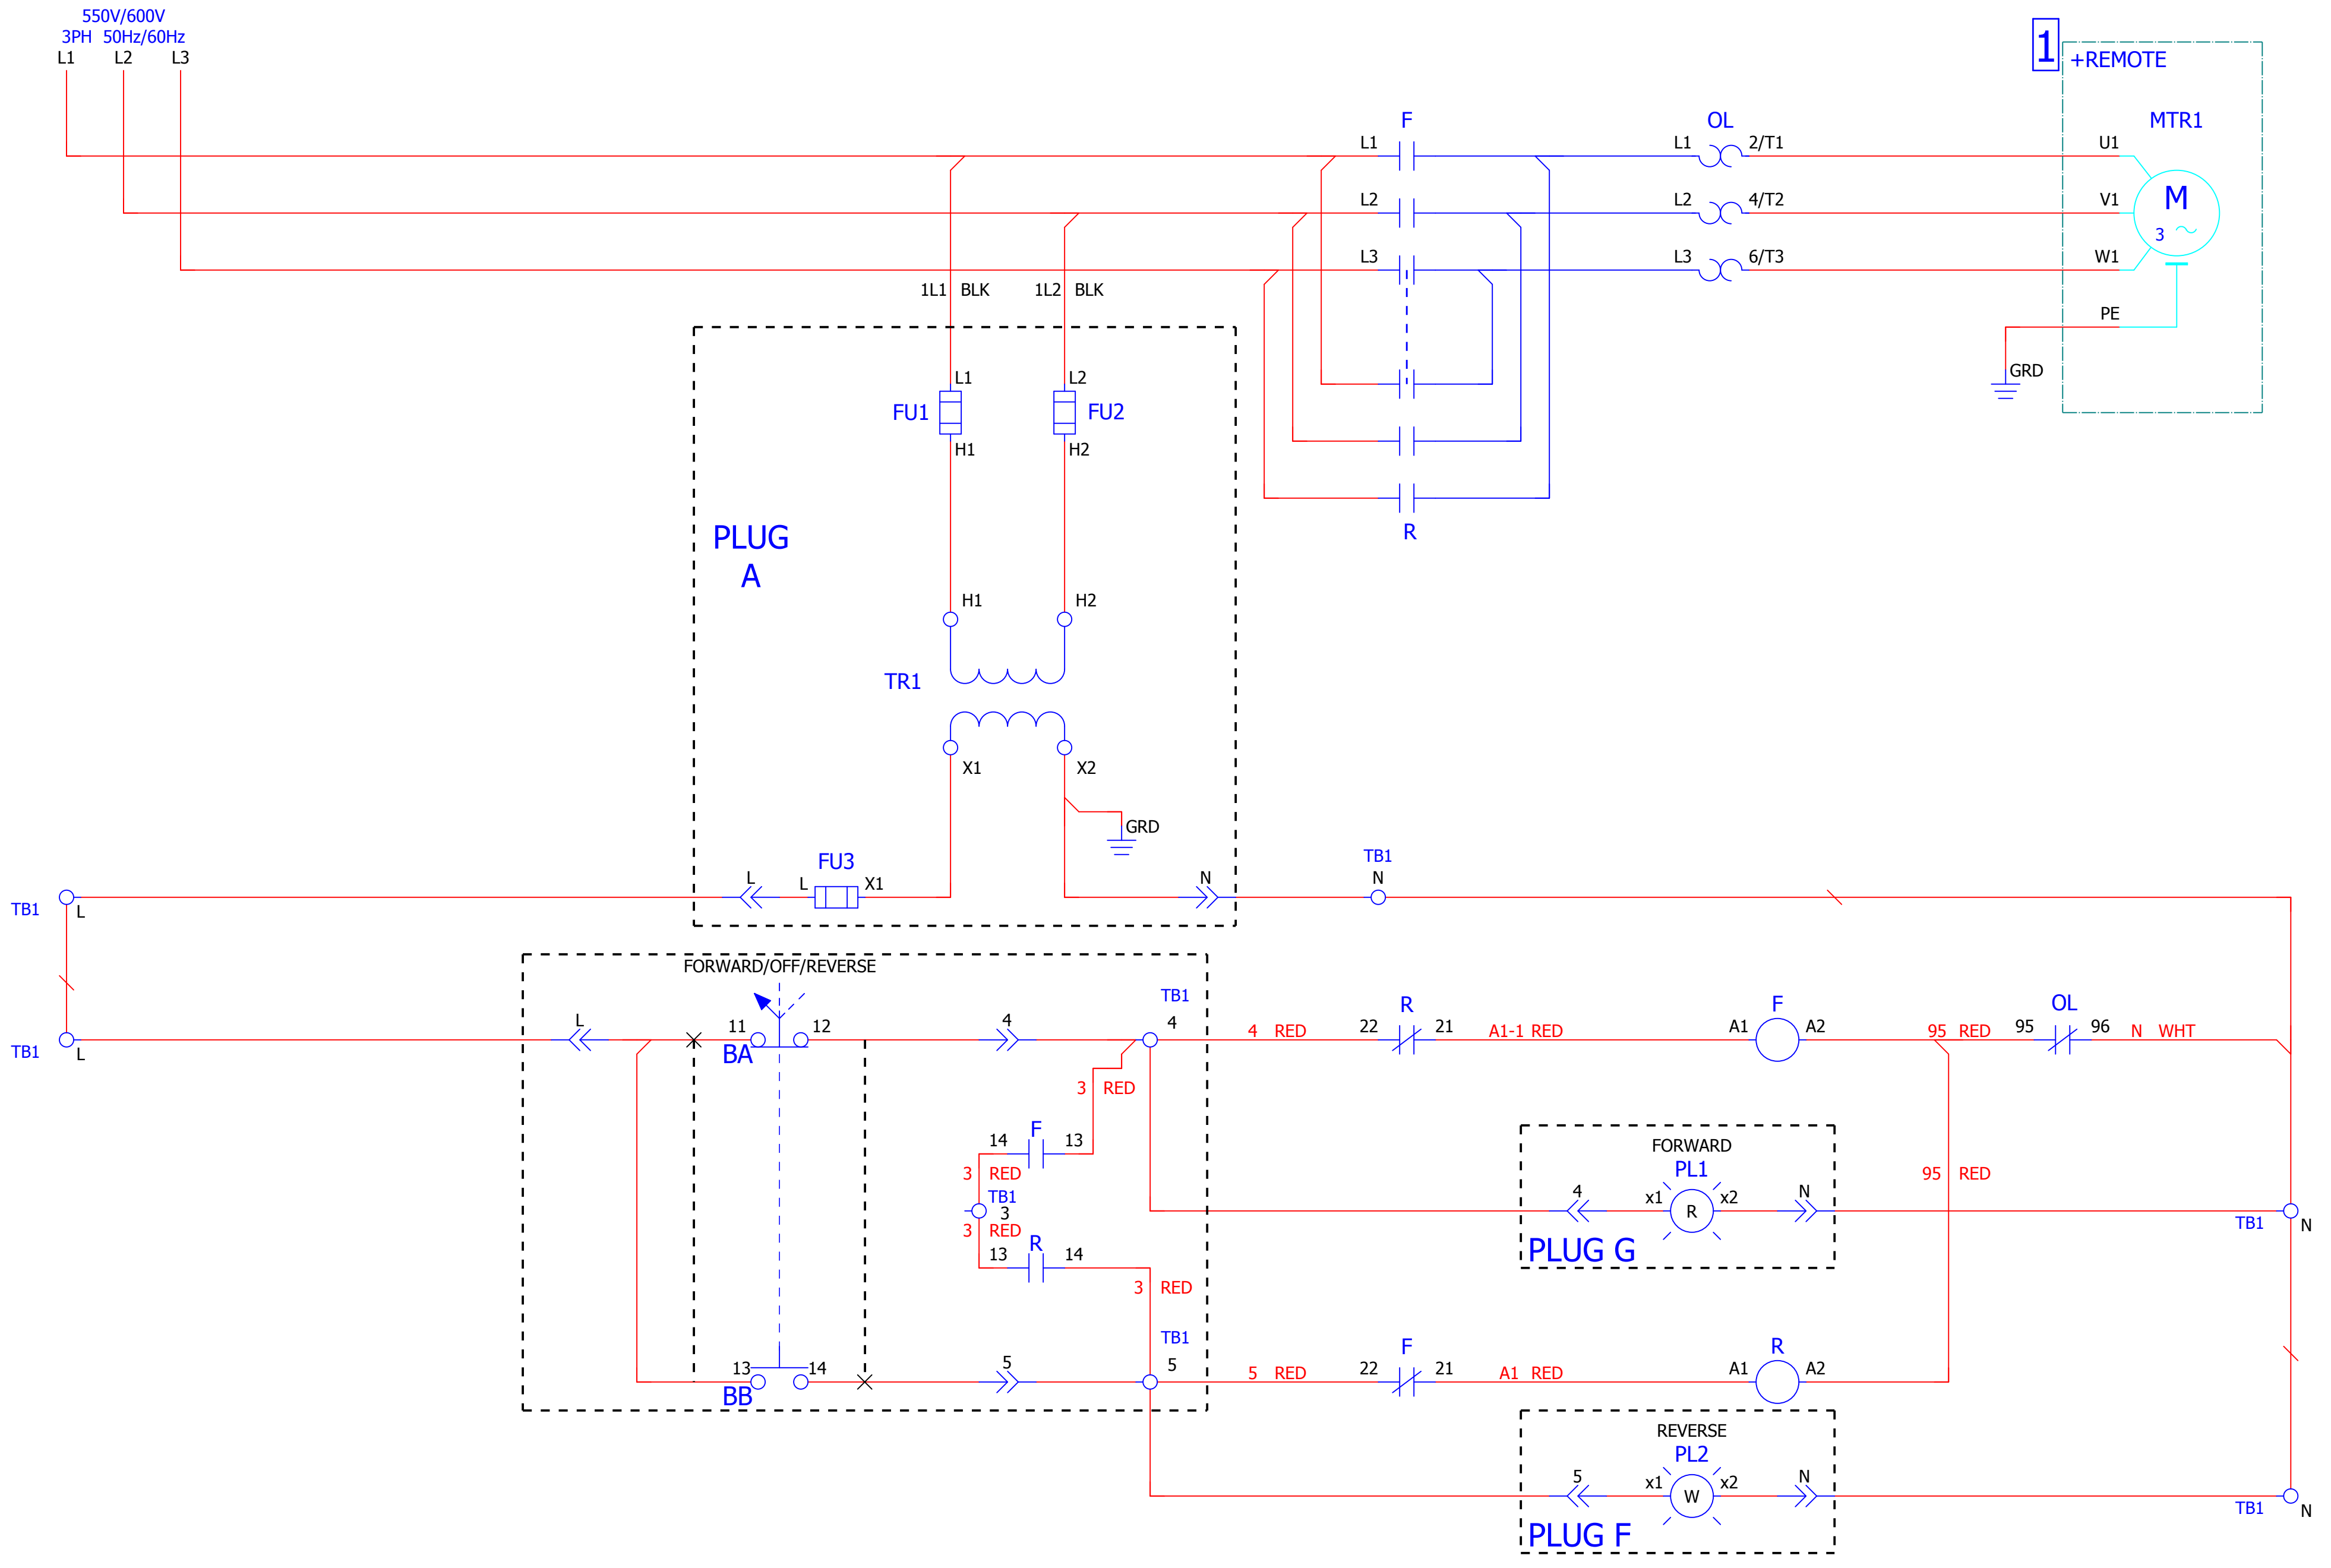 550V/600V
3PH 50Hz/60Hz
L1 L2 L3
1 +REMOTE
F OL MTR1
L1 L1 2/T1 U1
L2 L2 4/T2 V1
M
3
L3 L3 6/T3 W1
1L1 BLK 1L2 BLK
PE
GRD
L1 L2
FU1 FU2
H1 H2
R
PLUG
A
H1 H2
TR1
X1 X2
GRD
FU3
TB1
L L X1 N N
TB1 L
FORWARD/OFF/REVERSE
TB1
L 11 12 4 4
R F OL
4 RED 22 21 A1-1 RED A1 A2 95 RED 95 96 N WHT
TB1 L
BA
3 RED
F
14 13
3 RED
TB1
3
3 RED
R
13 14
3 RED
FORWARD
PL1
4 x1 R x2 N
PLUG G
95 RED
TB1 N
TB1
13 14 5 5
BB
F R
5 RED 22 21 A1 RED A1 A2
REVERSE
PL2
5 x1 W x2 N
PLUG F
TB1 N